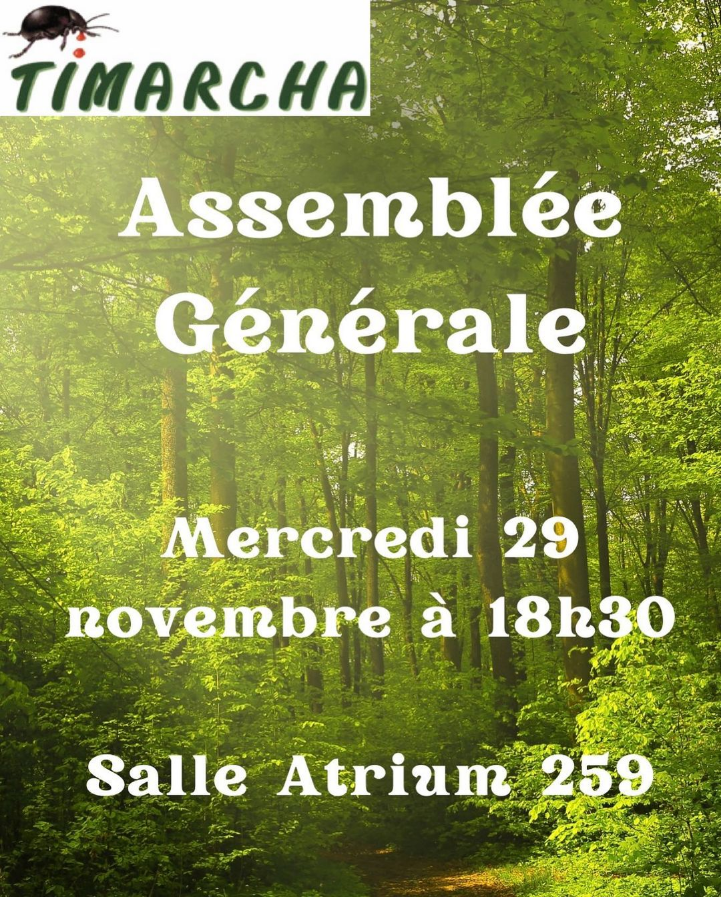 TIMARCHA
Assemblée
Générale
Mercredi 29
novembre à 18h30
Salle Atrium 259